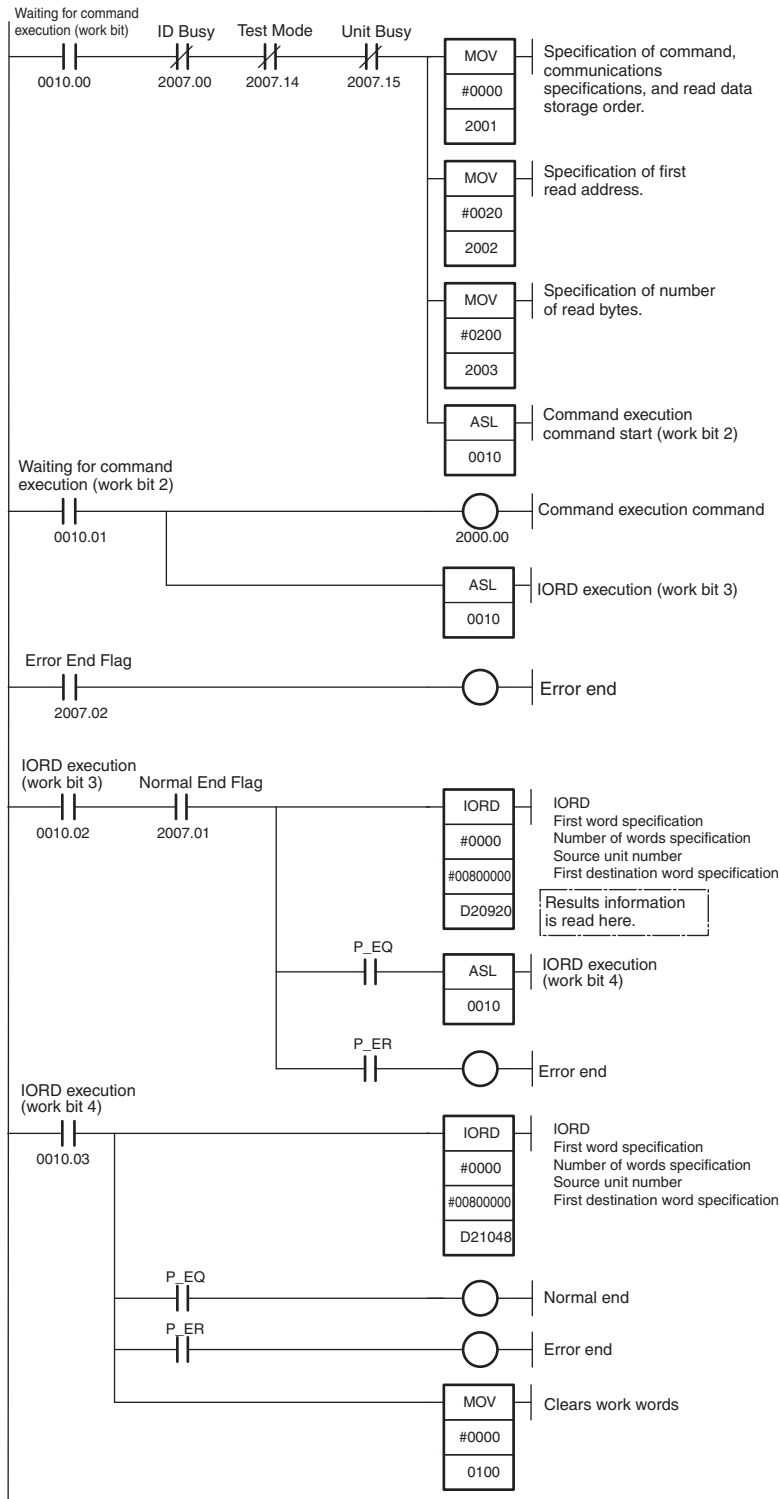 Waiting for command
execution (work bit)
ID Busy
Test Mode
Unit Busy
0010.00
2007.00
2007.14
2007.15
MOV
#0000
2001
Specification of command,
communications
specifications, and read data
storage order.
MOV
#0020
2002
Specification of first
read address.
MOV
#0200
2003
Specification of number
of read bytes.
ASL
0010
Command execution
command start (work bit 2)
Waiting for command
execution (work bit 2)
0010.01
2000.00
Command execution command
ASL
0010
IORD execution (work bit 3)
Error End Flag
2007.02
Error end
IORD execution
(work bit 3)
Normal End Flag
0010.02
2007.01
IORD
#0000
#00800000
D20920
IORD
First word specification
Number of words specification
Source unit number
First destination word specification
Results information
is read here.
P_EQ
ASL
0010
IORD execution
(work bit 4)
P_ER
Error end
IORD execution
(work bit 4)
0010.03
IORD
#0000
#00800000
D21048
IORD
First word specification
Number of words specification
Source unit number
First destination word specification
P_EQ
Normal end
P_ER
Error end
MOV
#0000
0100
Clears work words